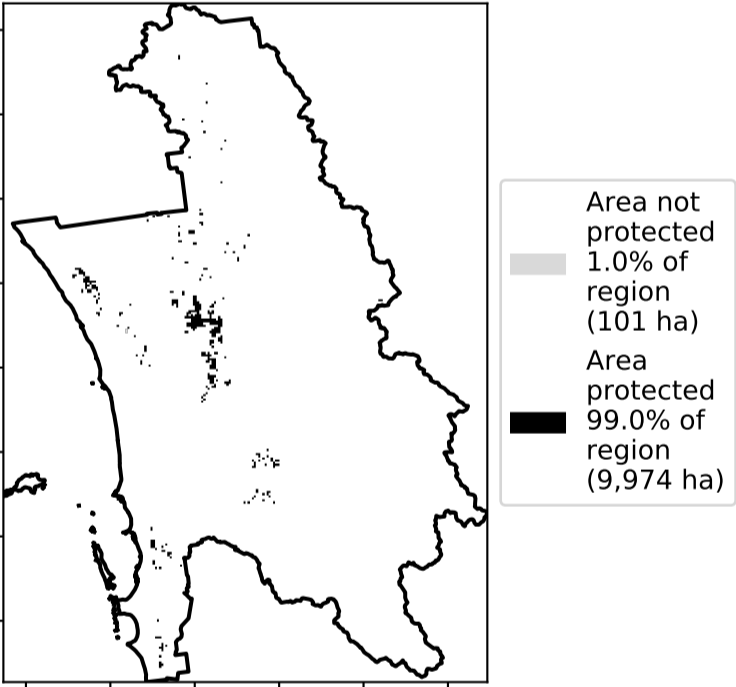 Area not
protected
1.0% of
region
(101 ha)
Area
protected
99.0% of
region
(9,974 ha)